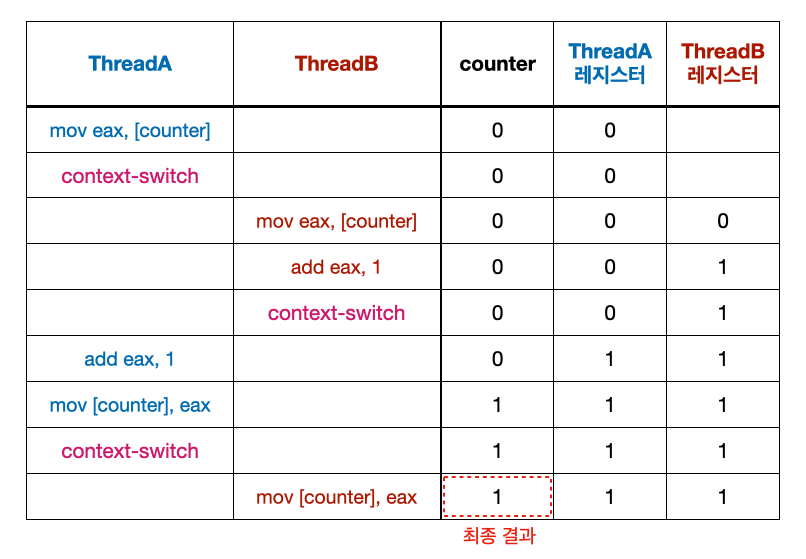 ThreadA ThreadB counter ThreadA 레지스터 ThreadB 레지스터
mov eax, [counter] 0 0
context-switch 0 0
mov eax, [counter] 0 0 0
add eax, 1 0 0 1
context-switch 0 0 1
add eax, 1 0 1 1
mov [counter], eax 1 1 1
context-switch 1 1 1
mov [counter], eax 1 1 1
최종 결과